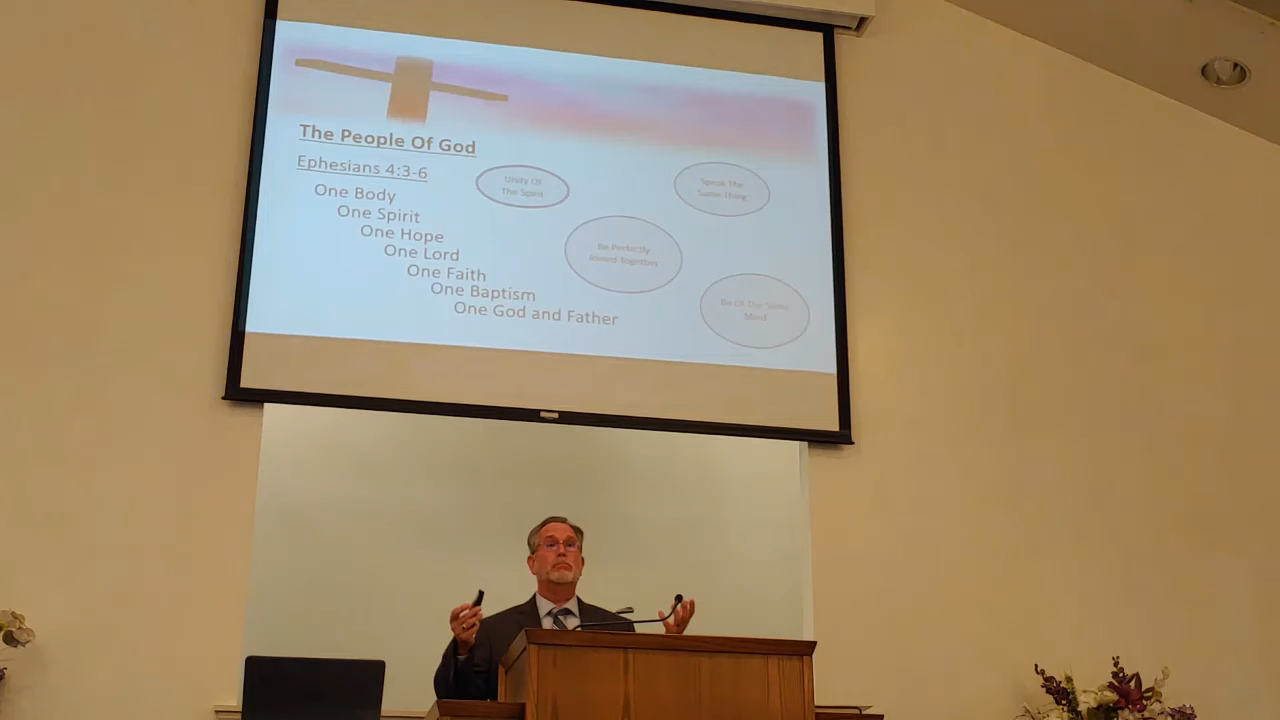 The People Of God
Ephesians 4:3-6
One Body
One Spirit
One Hope
One Lord
One Faith
One Baptism
One God and Father
Unity Of
The Spirit
Speak The
Same Thing
Be Perfectly
Joined Together
Be Of The Same
Mind